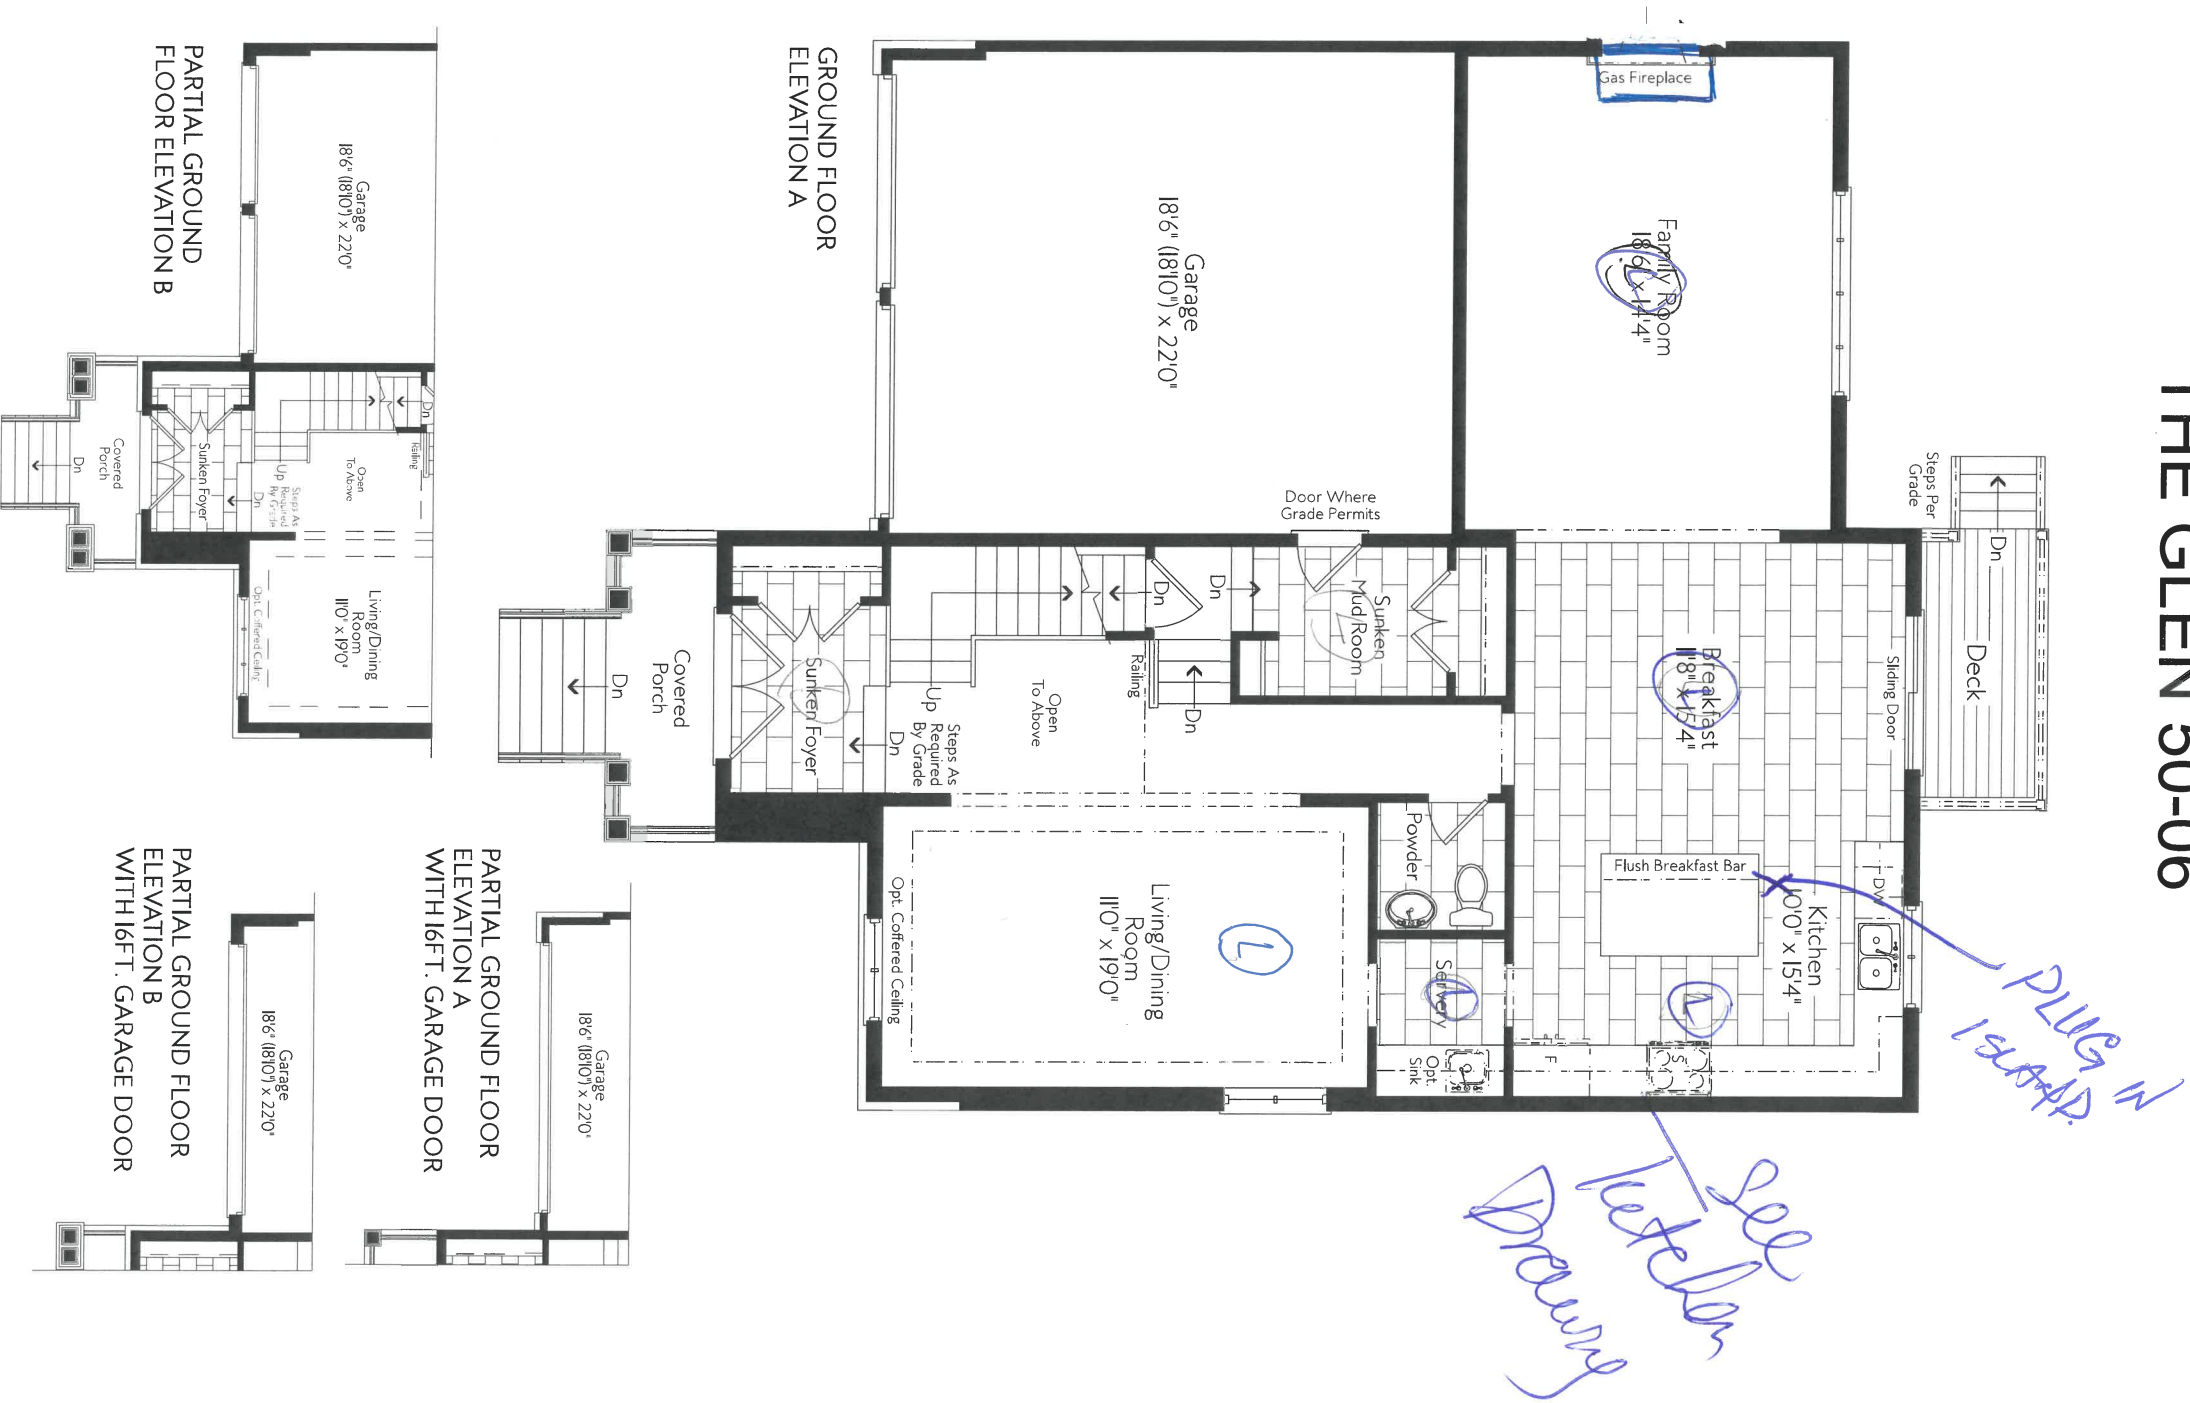 THE GLEN 50-06
Gas Fireplace
Family Room
18'6" x 14'4"
L
Steps Per
Grade
Dn
Deck
Sliding Door
Breakfast
11'8" x 15'4"
L
Flush Breakfast Bar
DW
Kitchen
10'0" x 15'4"
L
F
S
PLUG IN
ISLAND.
See
Kitchen
Drawing
Garage
18'6" (18'10") x 22'0"
Door Where
Grade Permits
Sunken
Mud Room
L
Dn
Dn
Dn
Railing
Open
To Above
Up
Steps As
Required
By Grade
Dn
Sunken Foyer
L
Covered
Porch
Dn
Powder
Servery
L
Opt.
Sink
Living/Dining
Room
11'0" x 19'0"
L
Opt. Coffered Ceiling
GROUND FLOOR
ELEVATION A
Garage
18'6" (18'10") x 22'0"
Dn
Railing
Open
To Above
Up
Steps As
Required
By Grade
Dn
Sunken Foyer
Covered
Porch
Dn
Living/Dining
Room
11'0" x 19'0"
Opt. Coffered Ceiling
PARTIAL GROUND
FLOOR ELEVATION B
Garage
18'6" (18'10") x 22'0"
PARTIAL GROUND FLOOR
ELEVATION A
WITH 16FT. GARAGE DOOR
Garage
18'6" (18'10") x 22'0"
PARTIAL GROUND FLOOR
ELEVATION B
WITH 16FT. GARAGE DOOR